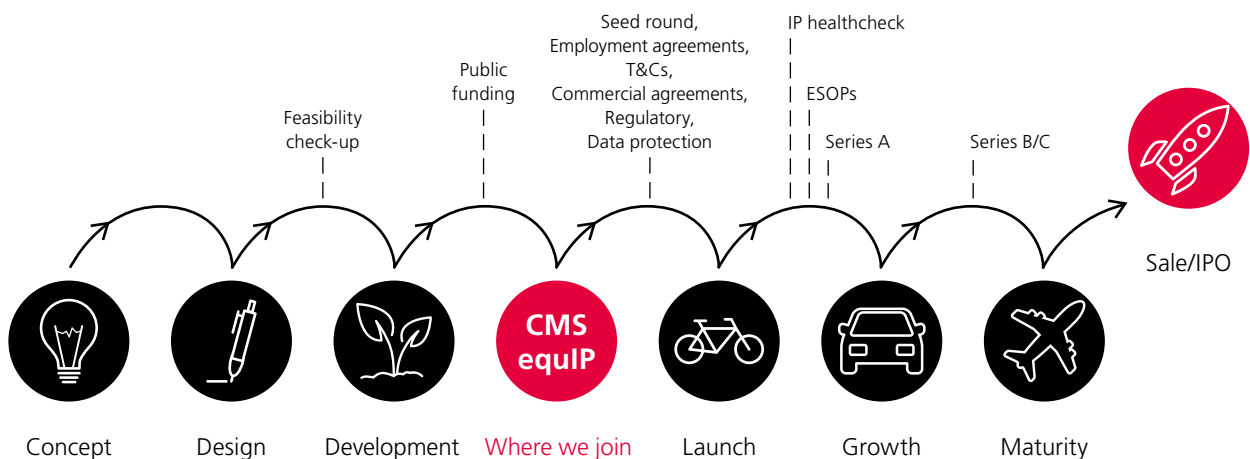 Seed round,
Employment agreements,
T&Cs,
Commercial agreements,
Regulatory,
Data protection
IP healthcheck
Public
funding
ESOPs
Feasibility
check-up
Series A
Series B/C
Sale/IPO
CMS
equIP
Concept
Design
Development
Where we join
Launch
Growth
Maturity